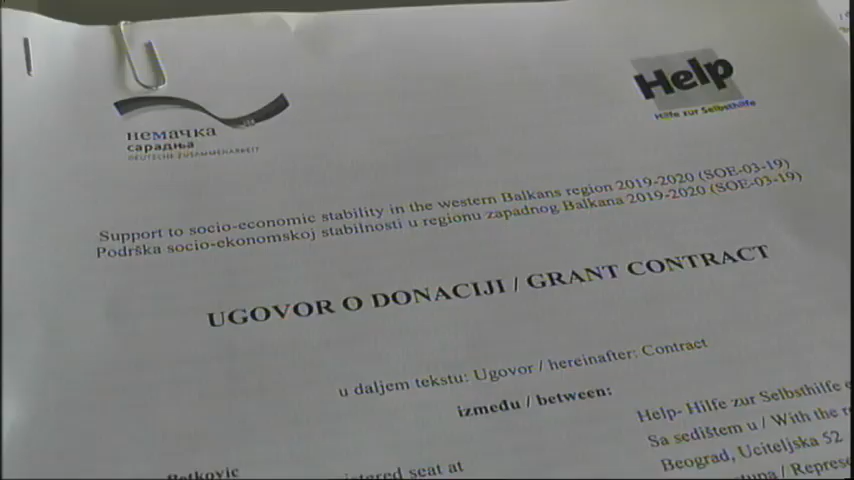 немачка
сарадња
DEUTSCHE ZUSAMMENARBEIT
Help
Hilfe zur Selbsthilfe
Support to socio-economic stability in the western Balkans region 2019-2020 (SOE-03-19)
Podrška socio-ekonomskoj stabilnosti u regionu zapadnog Balkana 2019-2020 (SOE-03-19)
UGOVOR O DONACIJI / GRANT CONTRACT
u daljem tekstu: Ugovor / hereinafter: Contract
između / between:
Help- Hilfe zur Selbsthilfe
Sa sedištem u / With the
Beograd, Uciteljska 52
Petkovic
seat at